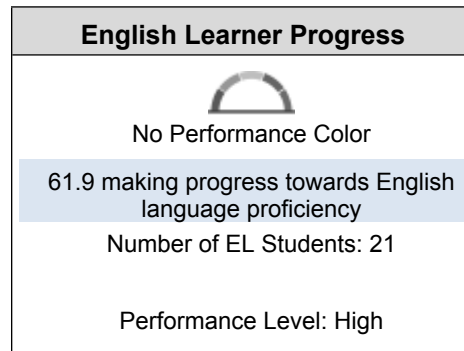 English Learner Progress
No Performance Color
61.9 making progress towards English
language proficiency
Number of EL Students: 21
Performance Level: High